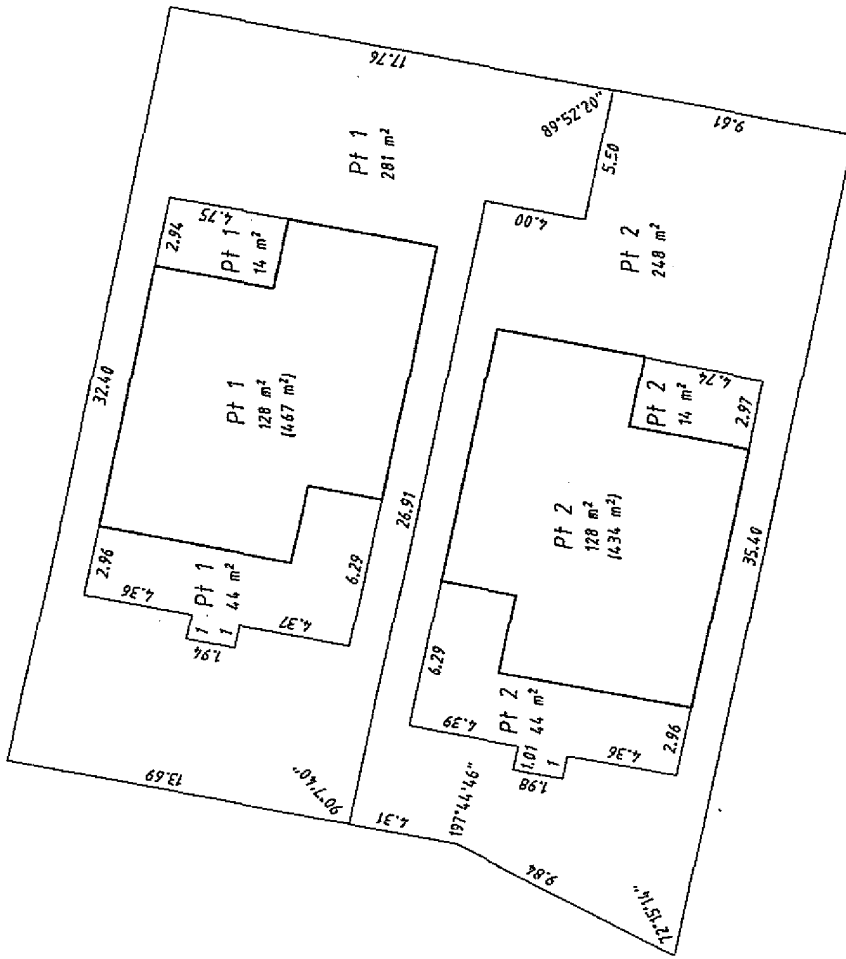 17.76
Pt 1
281 m²
89°52'20"
9.61
5.50
4.00
2.94
4.75
Pt 1
14 m²
32.40
Pt 1
128 m²
(467 m²)
Pt 2
248 m²
2.96
4.36
Pt 1
44 m²
1
1
1.94
4.37
6.29
26.91
4.74
Pt 2
14 m²
2.97
Pt 2
128 m²
(434 m²)
35.40
13.69
90°7'40"
4.31
6.29
4.39
Pt 2
44 m²
1.01
1
1.98
4.36
2.96
197°44'46"
9.84
72°15'14"